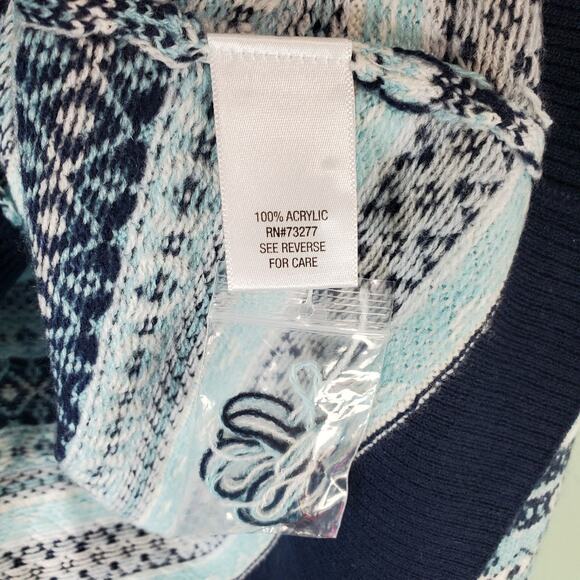 100% ACRYLIC
RN#73277
SEE REVERSE
FOR CARE